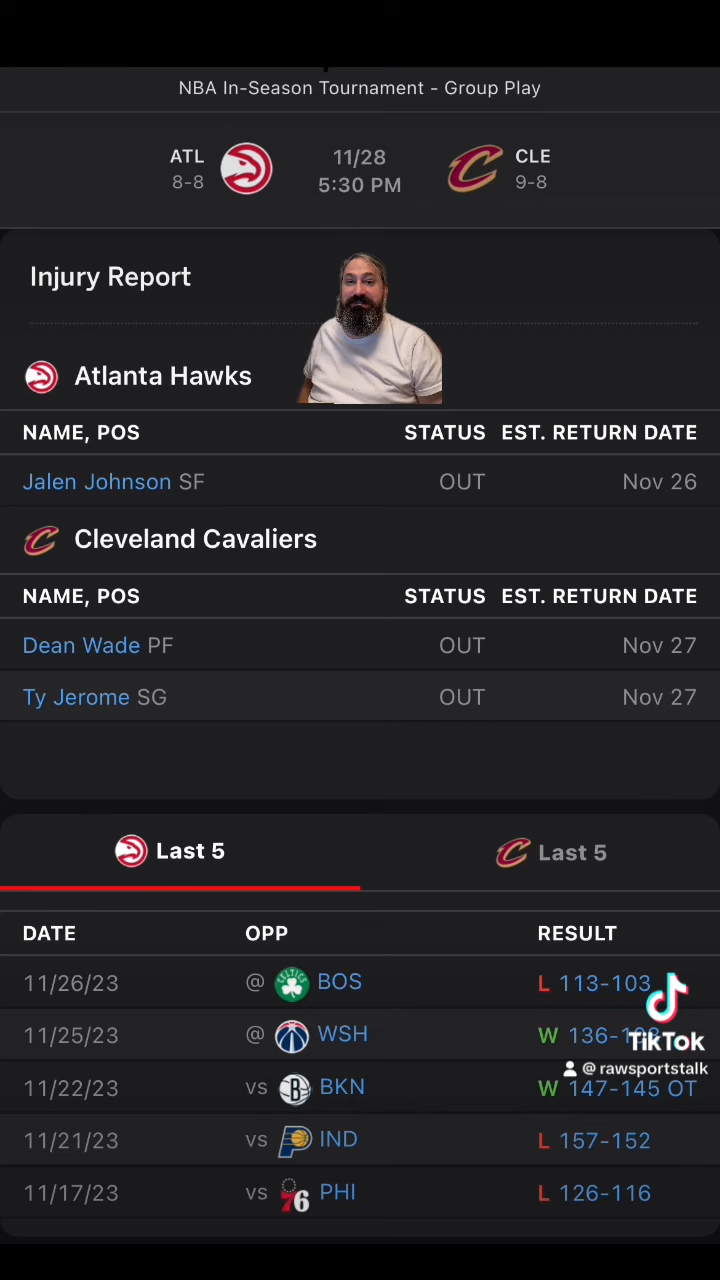 NBA In-Season Tournament - Group Play
ATL 11/28 CLE
8-8 5:30 PM 9-8
Injury Report
Atlanta Hawks
NAME, POS STATUS EST. RETURN DATE
Jalen Johnson SF OUT Nov 26
Cleveland Cavaliers
NAME, POS STATUS EST. RETURN DATE
Dean Wade PF OUT Nov 27
Ty Jerome SG OUT Nov 27
Last 5 Last 5
DATE OPP RESULT
11/26/23 @ BOS L 113-103
11/25/23 @ WSH W
TikTok
@rawsportstalk
11/22/23 vs BKN W 147-145 OT
11/21/23 vs IND L 157-152
11/17/23 vs PHI L 126-116